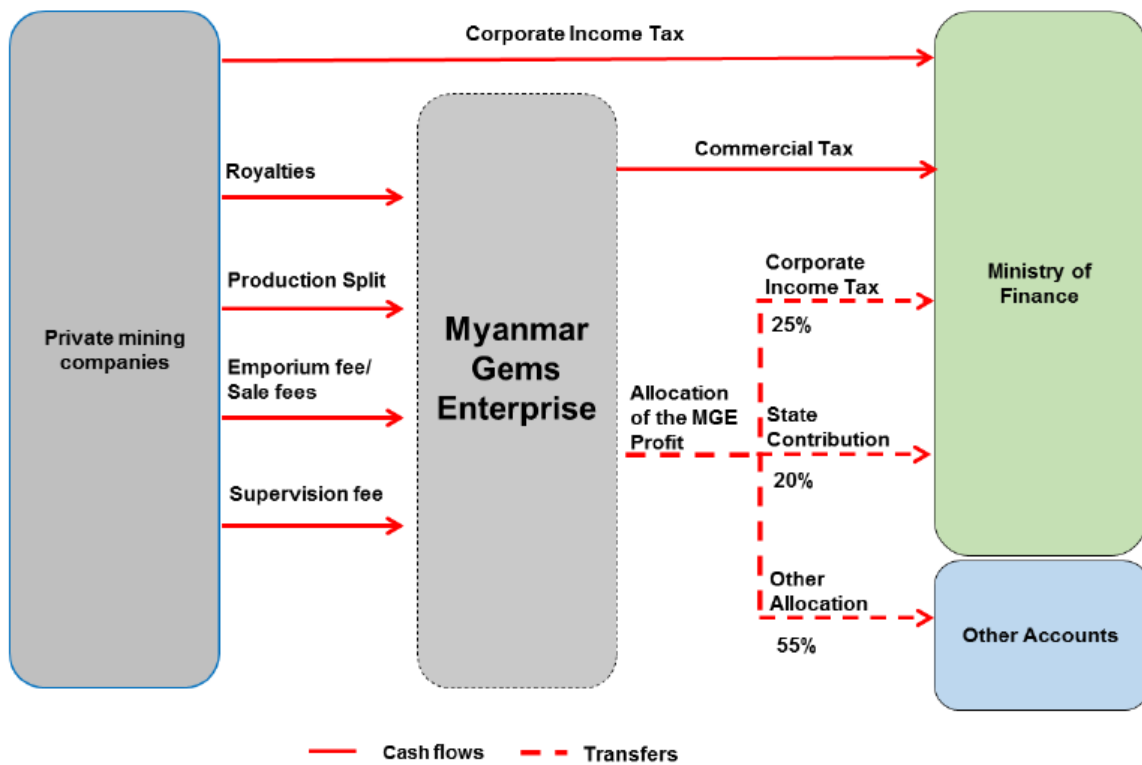 Corporate Income Tax
Commercial Tax
Royalties
Production Split
Emporium fee/
Sale fees
Supervision fee
Private mining
companies
Myanmar
Gems
Enterprise
Allocation
of the MGE
Profit
Corporate
Income Tax
25%
State
Contribution
20%
Other
Allocation
55%
Ministry of
Finance
Other Accounts
Cash flows
Transfers